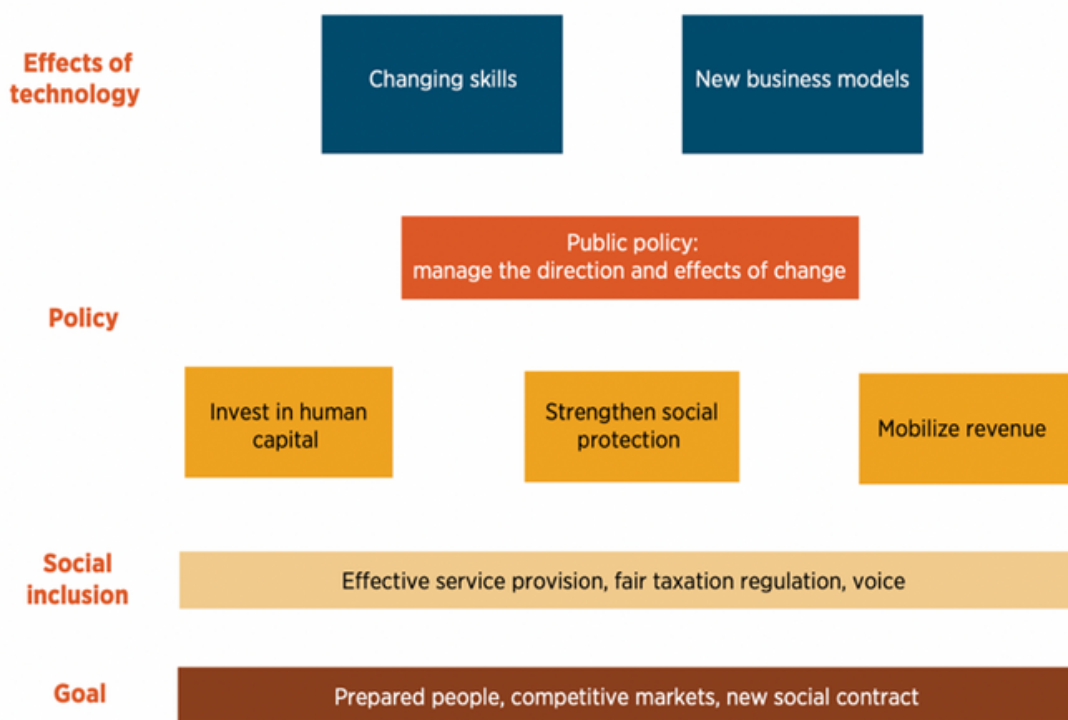 Effects of
technology
Changing skills
New business models
Public policy:
manage the direction and effects of change
Policy
Invest in human
capital
Strengthen social
protection
Mobilize revenue
Social
inclusion
Effective service provision, fair taxation regulation, voice
Goal
Prepared people, competitive markets, new social contract